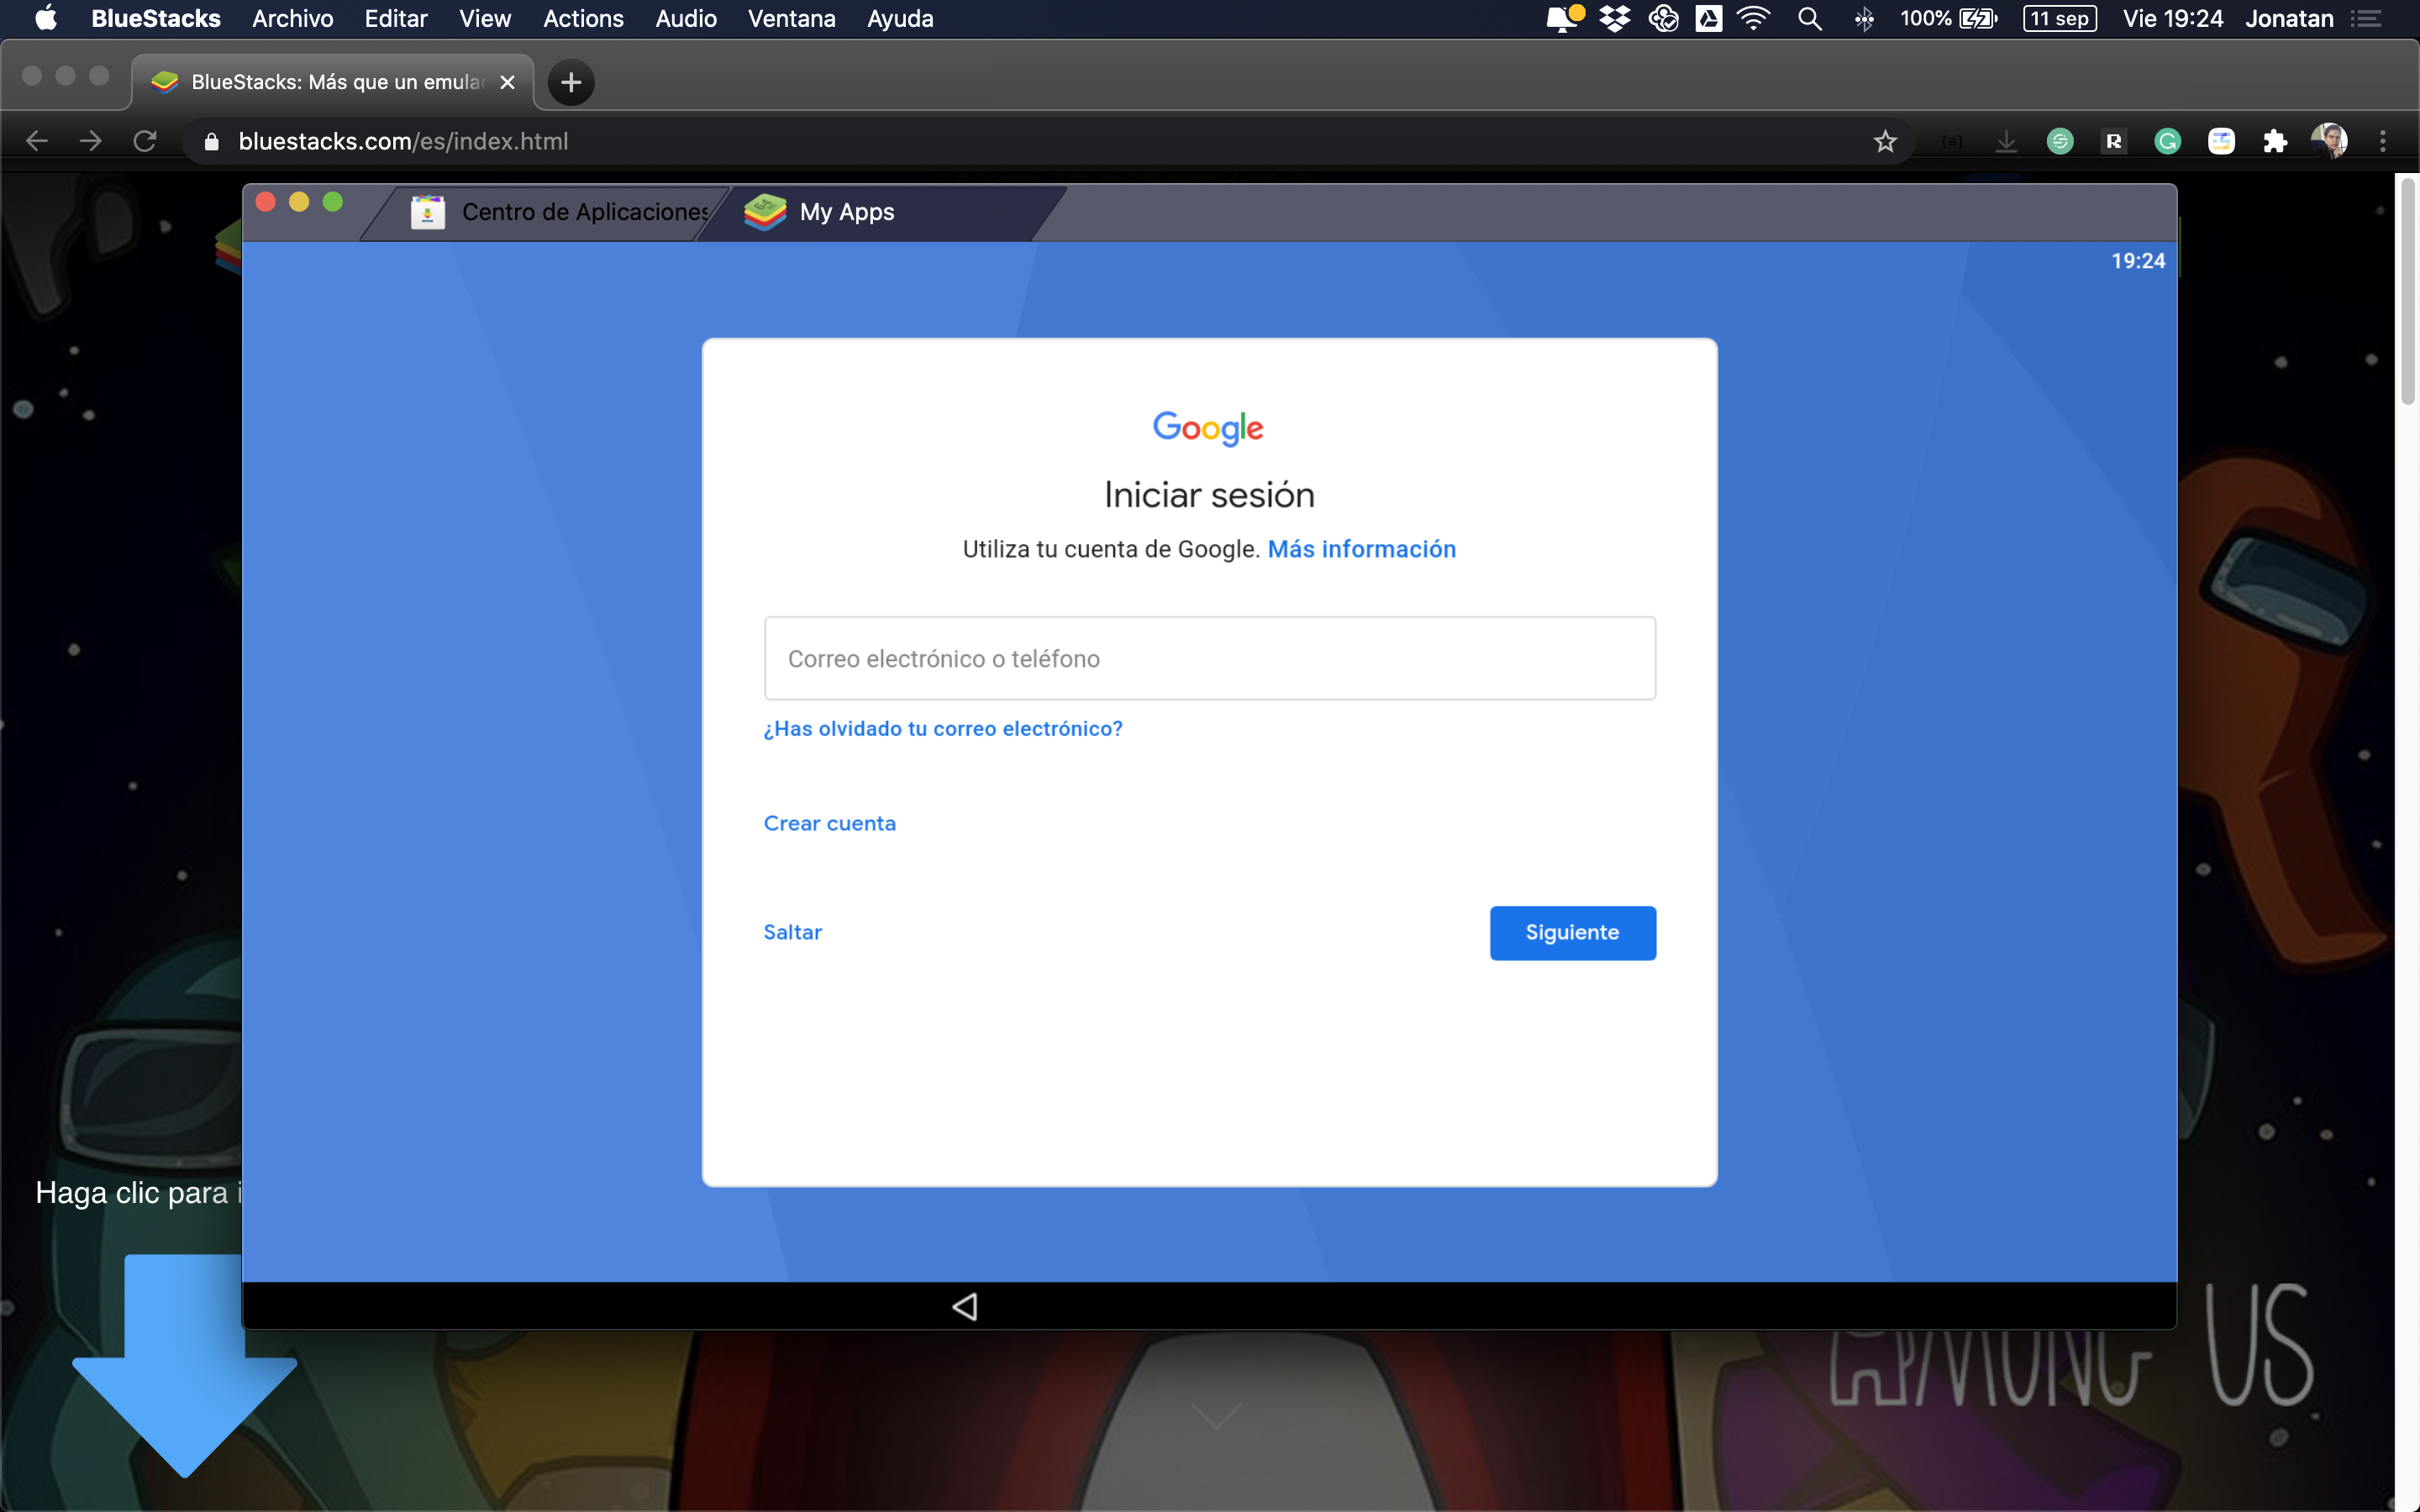 BlueStacks Archivo Editar View Actions Audio Ventana Ayuda 100% 11 sep Vie 19:24 Jonatan
BlueStacks: Más que un emula
bluestacks.com/es/index.html
Centro de Aplicaciones My Apps
19:24
Google
Iniciar sesión
Utiliza tu cuenta de Google. Más información
Correo electrónico o teléfono
¿Has olvidado tu correo electrónico?
Crear cuenta
Saltar Siguiente
Haga clic para i
AMONG US